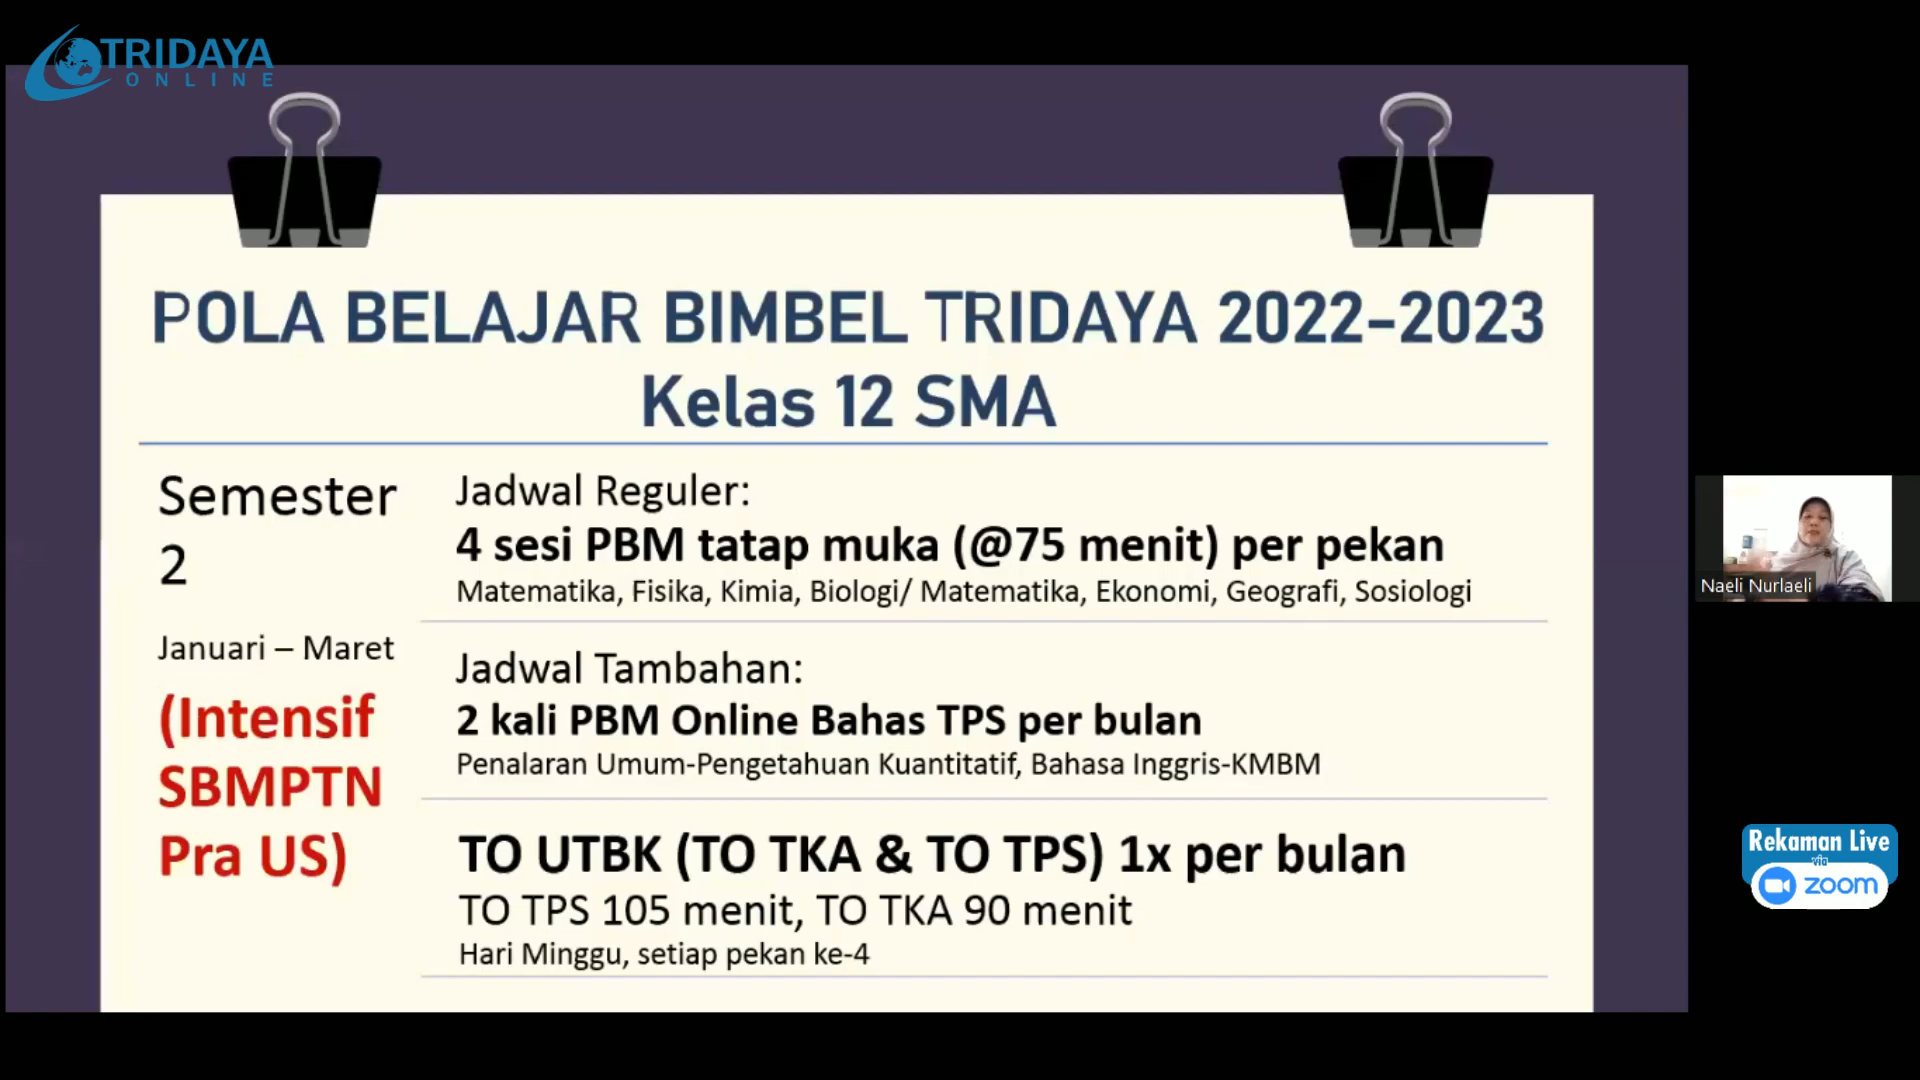 TRIDAYA
ONLINE
POLA BELAJAR BIMBEL TRIDAYA 2022-2023
Kelas 12 SMA
Semester
2
Januari – Maret
(Intensif
SBMPTN
Pra US)
Jadwal Reguler:
4 sesi PBM tatap muka (@75 menit) per pekan
Matematika, Fisika, Kimia, Biologi/ Matematika, Ekonomi, Geografi, Sosiologi
Jadwal Tambahan:
2 kali PBM Online Bahas TPS per bulan
Penalaran Umum-Pengetahuan Kuantitatif, Bahasa Inggris-KMBM
TO UTBK (TO TKA & TO TPS) 1x per bulan
TO TPS 105 menit, TO TKA 90 menit
Hari Minggu, setiap pekan ke-4
Naeli Nurlaeli
Rekaman Live
via
zoom